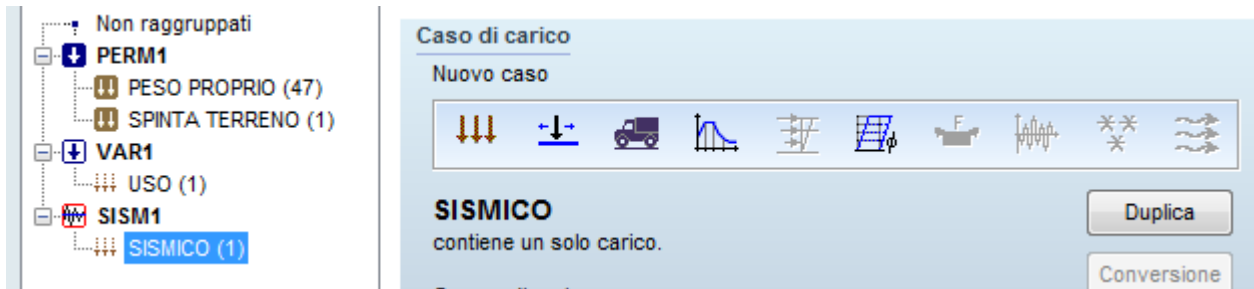 Non raggruppati
PERM1
PESO PROPRIO (47)
SPINTA TERRENO (1)
VAR1
USO (1)
SISM1
SISMICO (1)
Caso di carico
Nuovo caso
F
ϕ
SISMICO
contiene un solo carico.
Duplica
Conversione